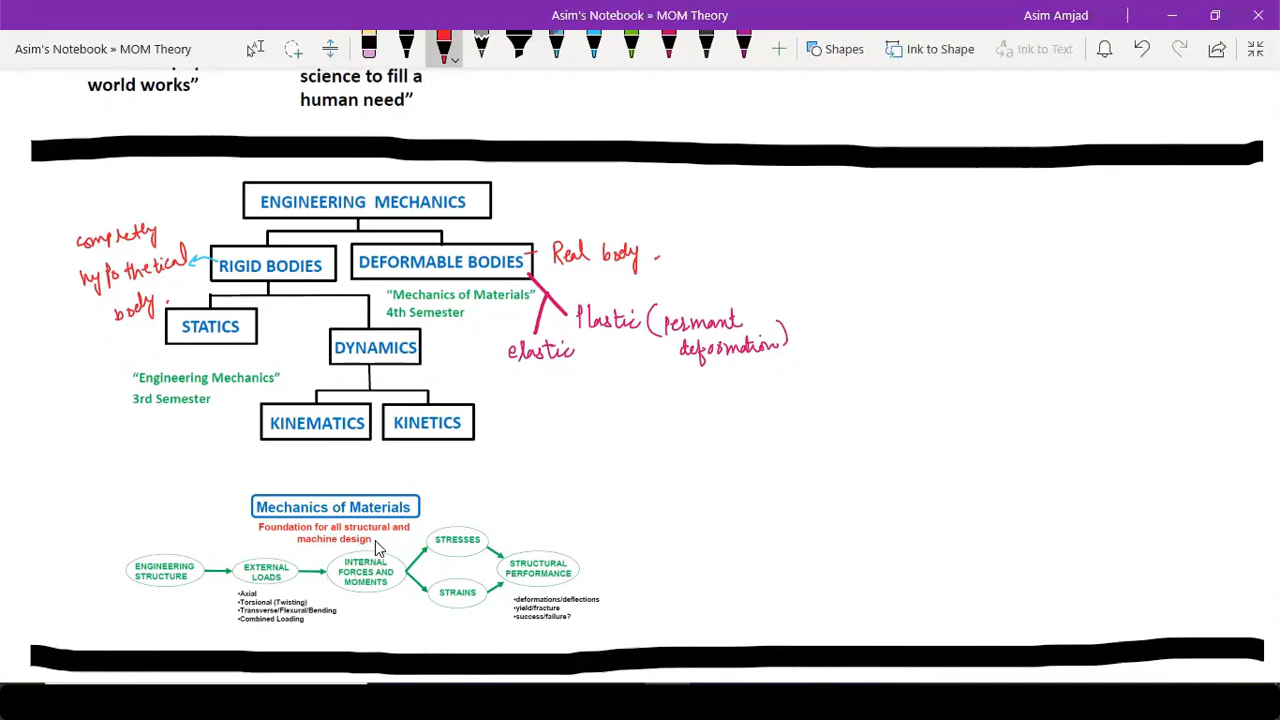 Asim's Notebook » MOM Theory
Asim Amjad
Asim's Notebook » MOM Theory
Shapes
Ink to Shape
Ink to Text
world works”
science to fill a
human need”
ENGINEERING MECHANICS
completly
hypothetical
body.
RIGID BODIES
DEFORMABLE BODIES
Real body.
“Mechanics of Materials”
4th Semester
STATICS
Plastic (permant
deformation)
elastic
DYNAMICS
“Engineering Mechanics”
3rd Semester
KINEMATICS
KINETICS
Mechanics of Materials
Foundation for all structural and
machine design
ENGINEERING
STRUCTURE
EXTERNAL
LOADS
•Axial
•Torsional (Twisting)
•Transverse/Flexural/Bending
•Combined Loading
INTERNAL
FORCES AND
MOMENTS
STRESSES
STRAINS
STRUCTURAL
PERFORMANCE
•deformations/deflections
•yield/fracture
•success/failure?